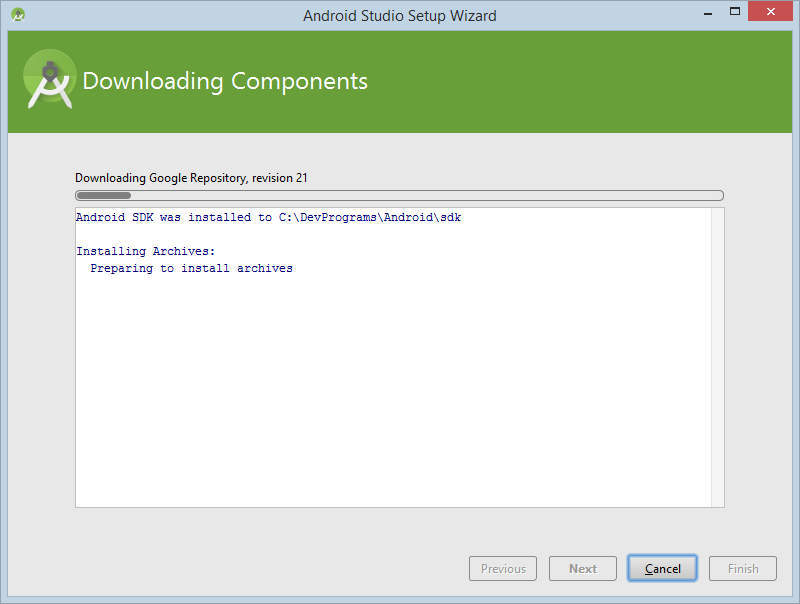 Android Studio Setup Wizard
Downloading Components
Downloading Google Repository, revision 21
Android SDK was installed to C:\DevPrograms\Android\sdk
Installing Archives:
Preparing to install archives
Previous
Next
Cancel
Finish